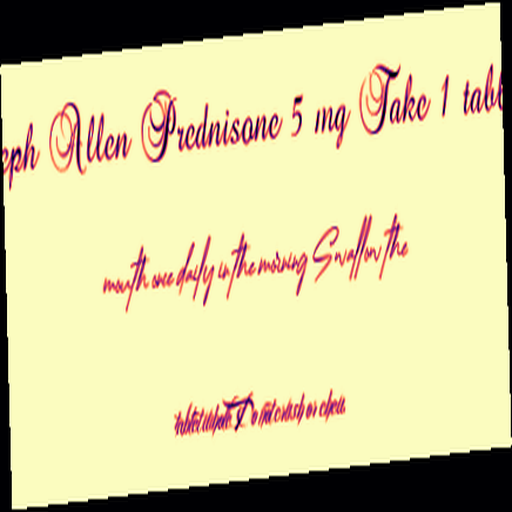 eph Allen Prednisone 5 mg Take 1 tabl
mouth once daily in the morning Swallow the
tablet whole Do not crush or chew